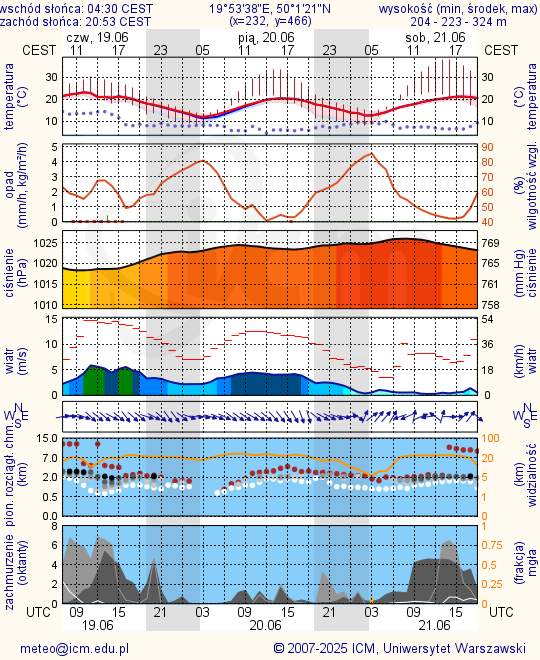 wschód słońca: 04:30 CEST 19°53'38"E, 50°1'21"N wysokość (min, środek, max)
zachód słońca: 20:53 CEST (x=232, y=466) 204 - 223 - 324 m
czw, 19.06 pią, 20.06 sob, 21.06
CEST 11 17 23 05 11 17 23 05 11 17 CEST
temperatura (°C) 30 20 10 30 20 10 (°C) temperatura
opad (mm/h, kg/m²/h) 5 4 3 2 1 0 90 80 70 60 50 40 (%) wilgotność wzgl.
ciśnienie (hPa) 1025 1021 1014 1010 769 765 761 758 (mm Hg) ciśnienie
wiatr (m/s) 15 10 5 0 54 36 18 0 (km/h) wiatr
N W E S N W E S
pion. rozciągł. chm. (km) 15.0 7.0 2.0 0.5 0.0 100 20 10 5 1 0 (km) widzialność
zachmurzenie (oktanty) 8 6 4 2 0 1 0.75 0.5 0.25 0 (frakcja) mgła
UTC 09 15 21 03 09 15 21 03 09 15 UTC
19.06 20.06 21.06
meteo@icm.edu.pl © 2007-2025 ICM, Uniwersytet Warszawski